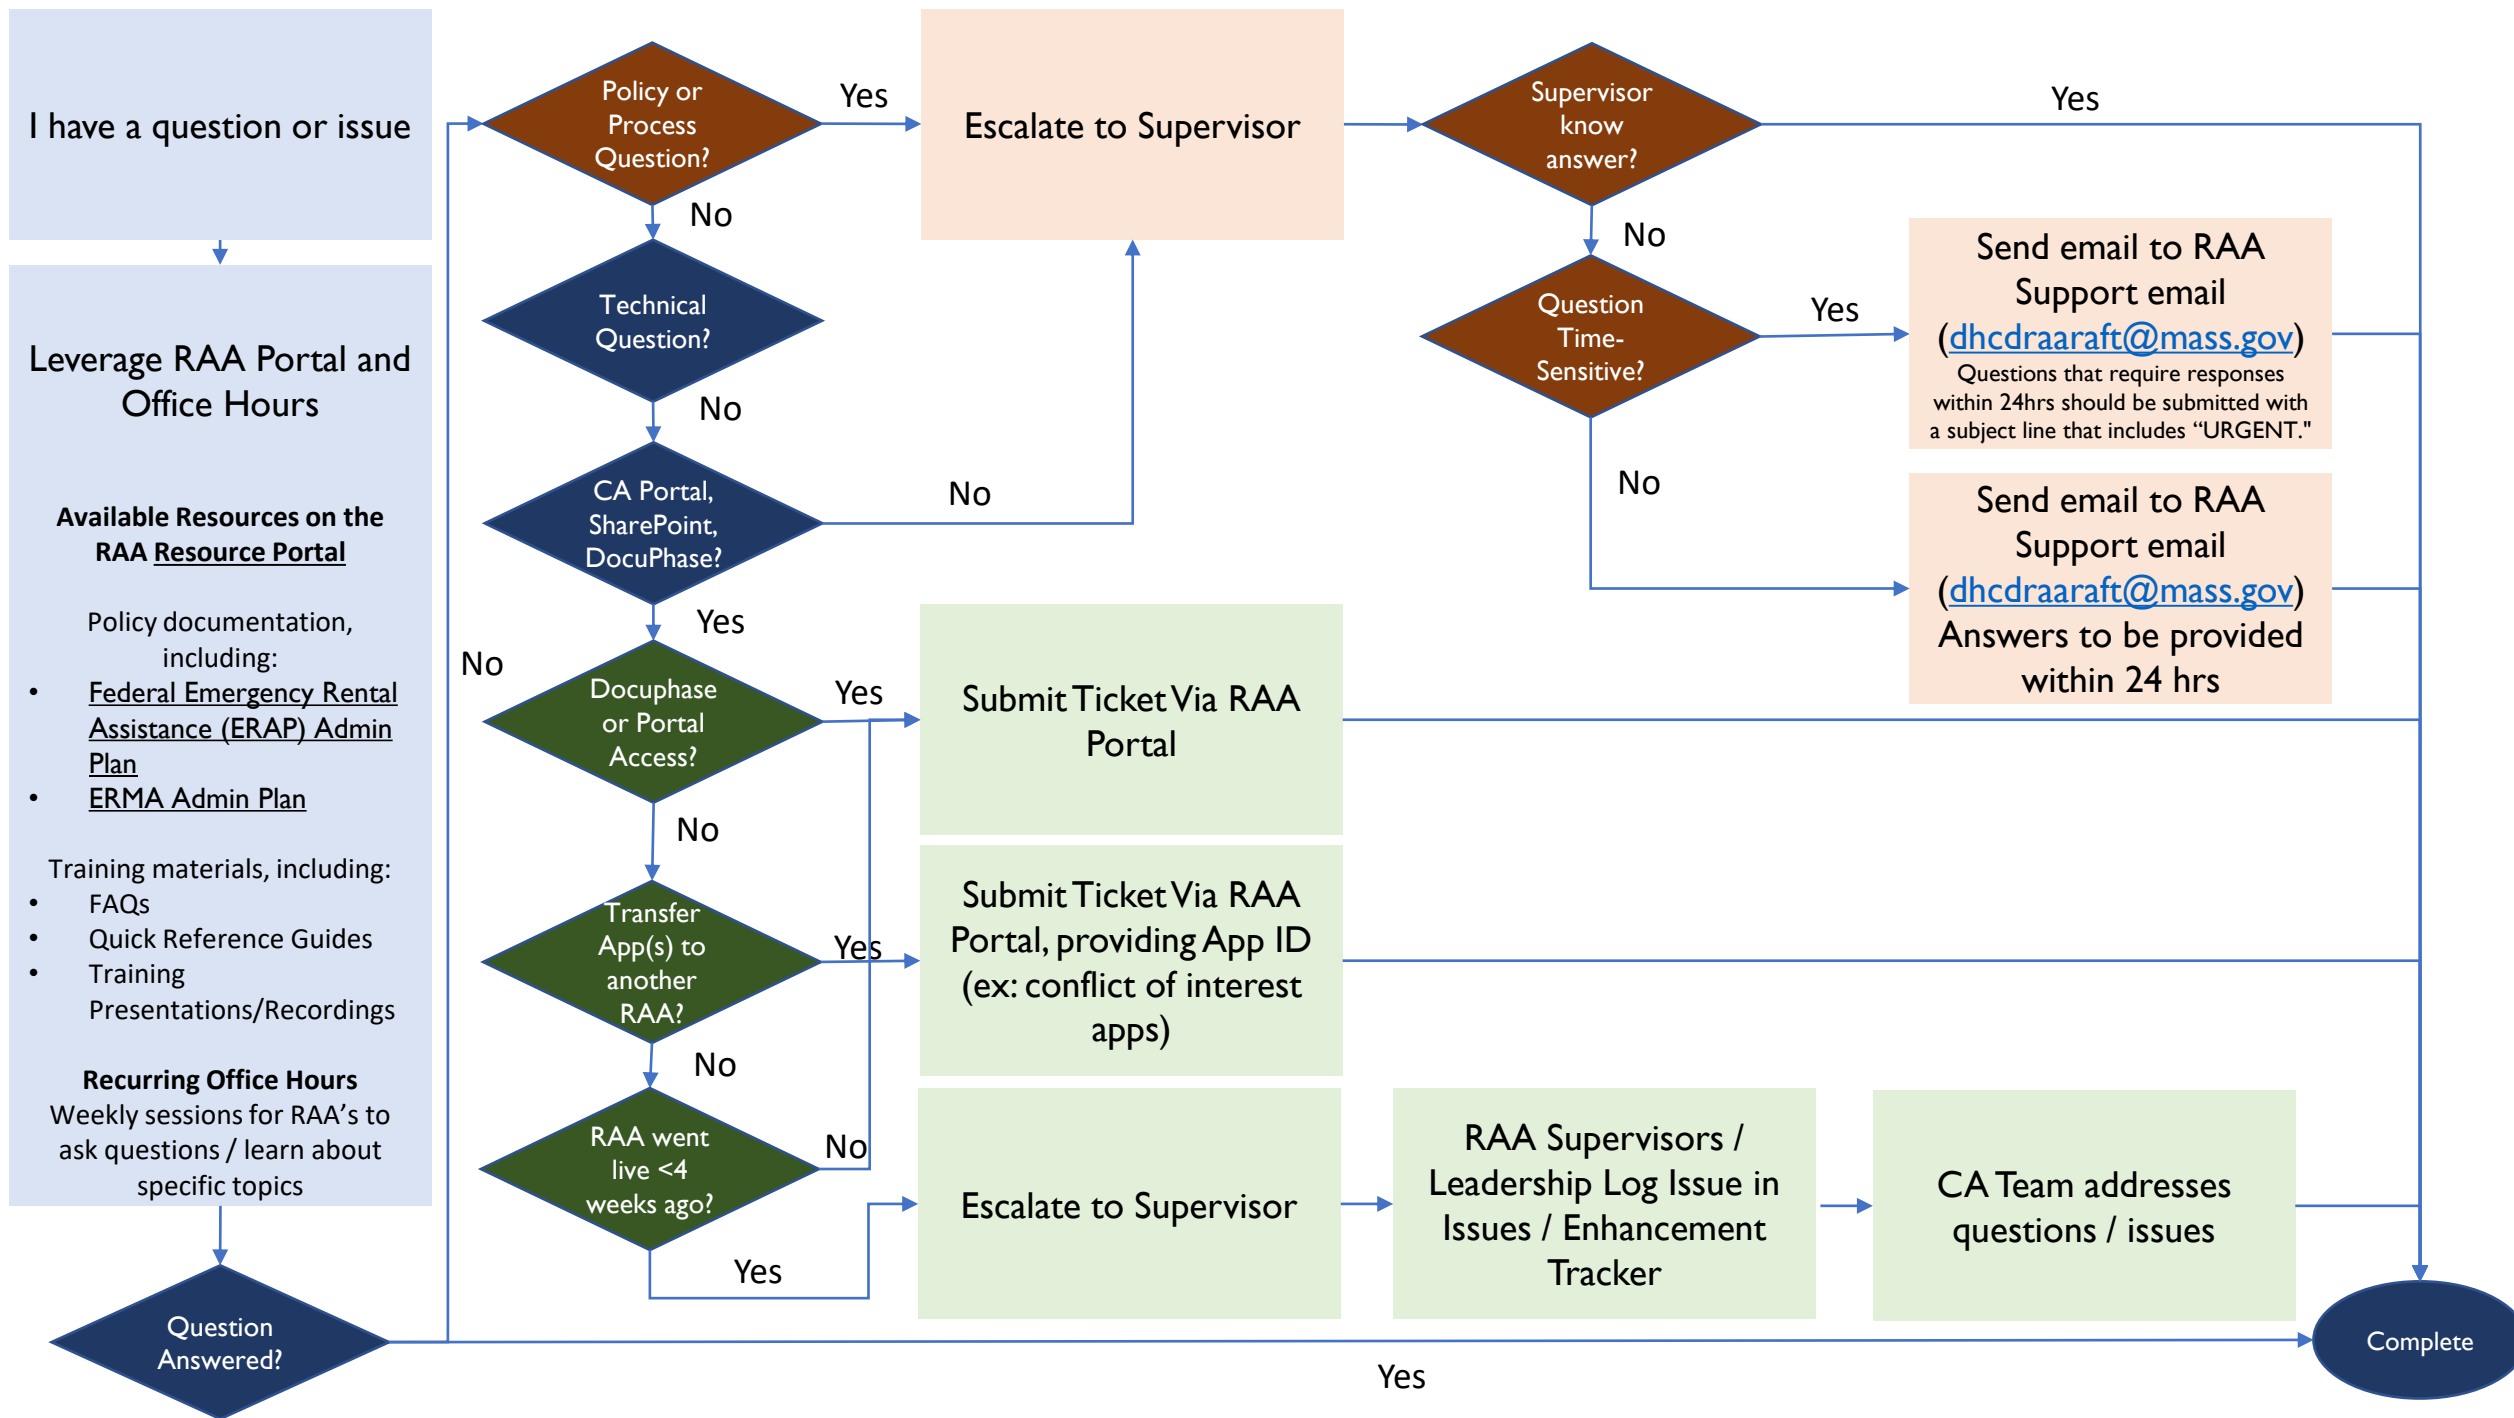 I have a question or issue
Leverage RAA Portal and
Office Hours
Available Resources on the
RAA Resource Portal
Policy documentation,
including:
• Federal Emergency Rental
Assistance (ERAP) Admin
Plan
• ERMA Admin Plan
Training materials, including:
• FAQs
• Quick Reference Guides
• Training
Presentations/Recordings
Recurring Office Hours
Weekly sessions for RAA's to
ask questions / learn about
specific topics
Question
Answered?
No
Yes
Policy or
Process
Question?
Yes
No
Technical
Question?
No
CA Portal,
SharePoint,
DocuPhase?
No
Yes
Docuphase
or Portal
Access?
Yes
No
Transfer
App(s) to
another
RAA?
Yes
No
RAA went
live <4
weeks ago?
No
Yes
Escalate to Supervisor
Supervisor
know
answer?
Yes
No
Question
Time-
Sensitive?
Yes
No
Send email to RAA
Support email
(dhcdraaraft@mass.gov)
Questions that require responses
within 24hrs should be submitted with
a subject line that includes “URGENT."
Send email to RAA
Support email
(dhcdraaraft@mass.gov)
Answers to be provided
within 24 hrs
Submit Ticket Via RAA
Portal
Submit Ticket Via RAA
Portal, providing App ID
(ex: conflict of interest
apps)
Escalate to Supervisor
RAA Supervisors /
Leadership Log Issue in
Issues / Enhancement
Tracker
CA Team addresses
questions / issues
Complete